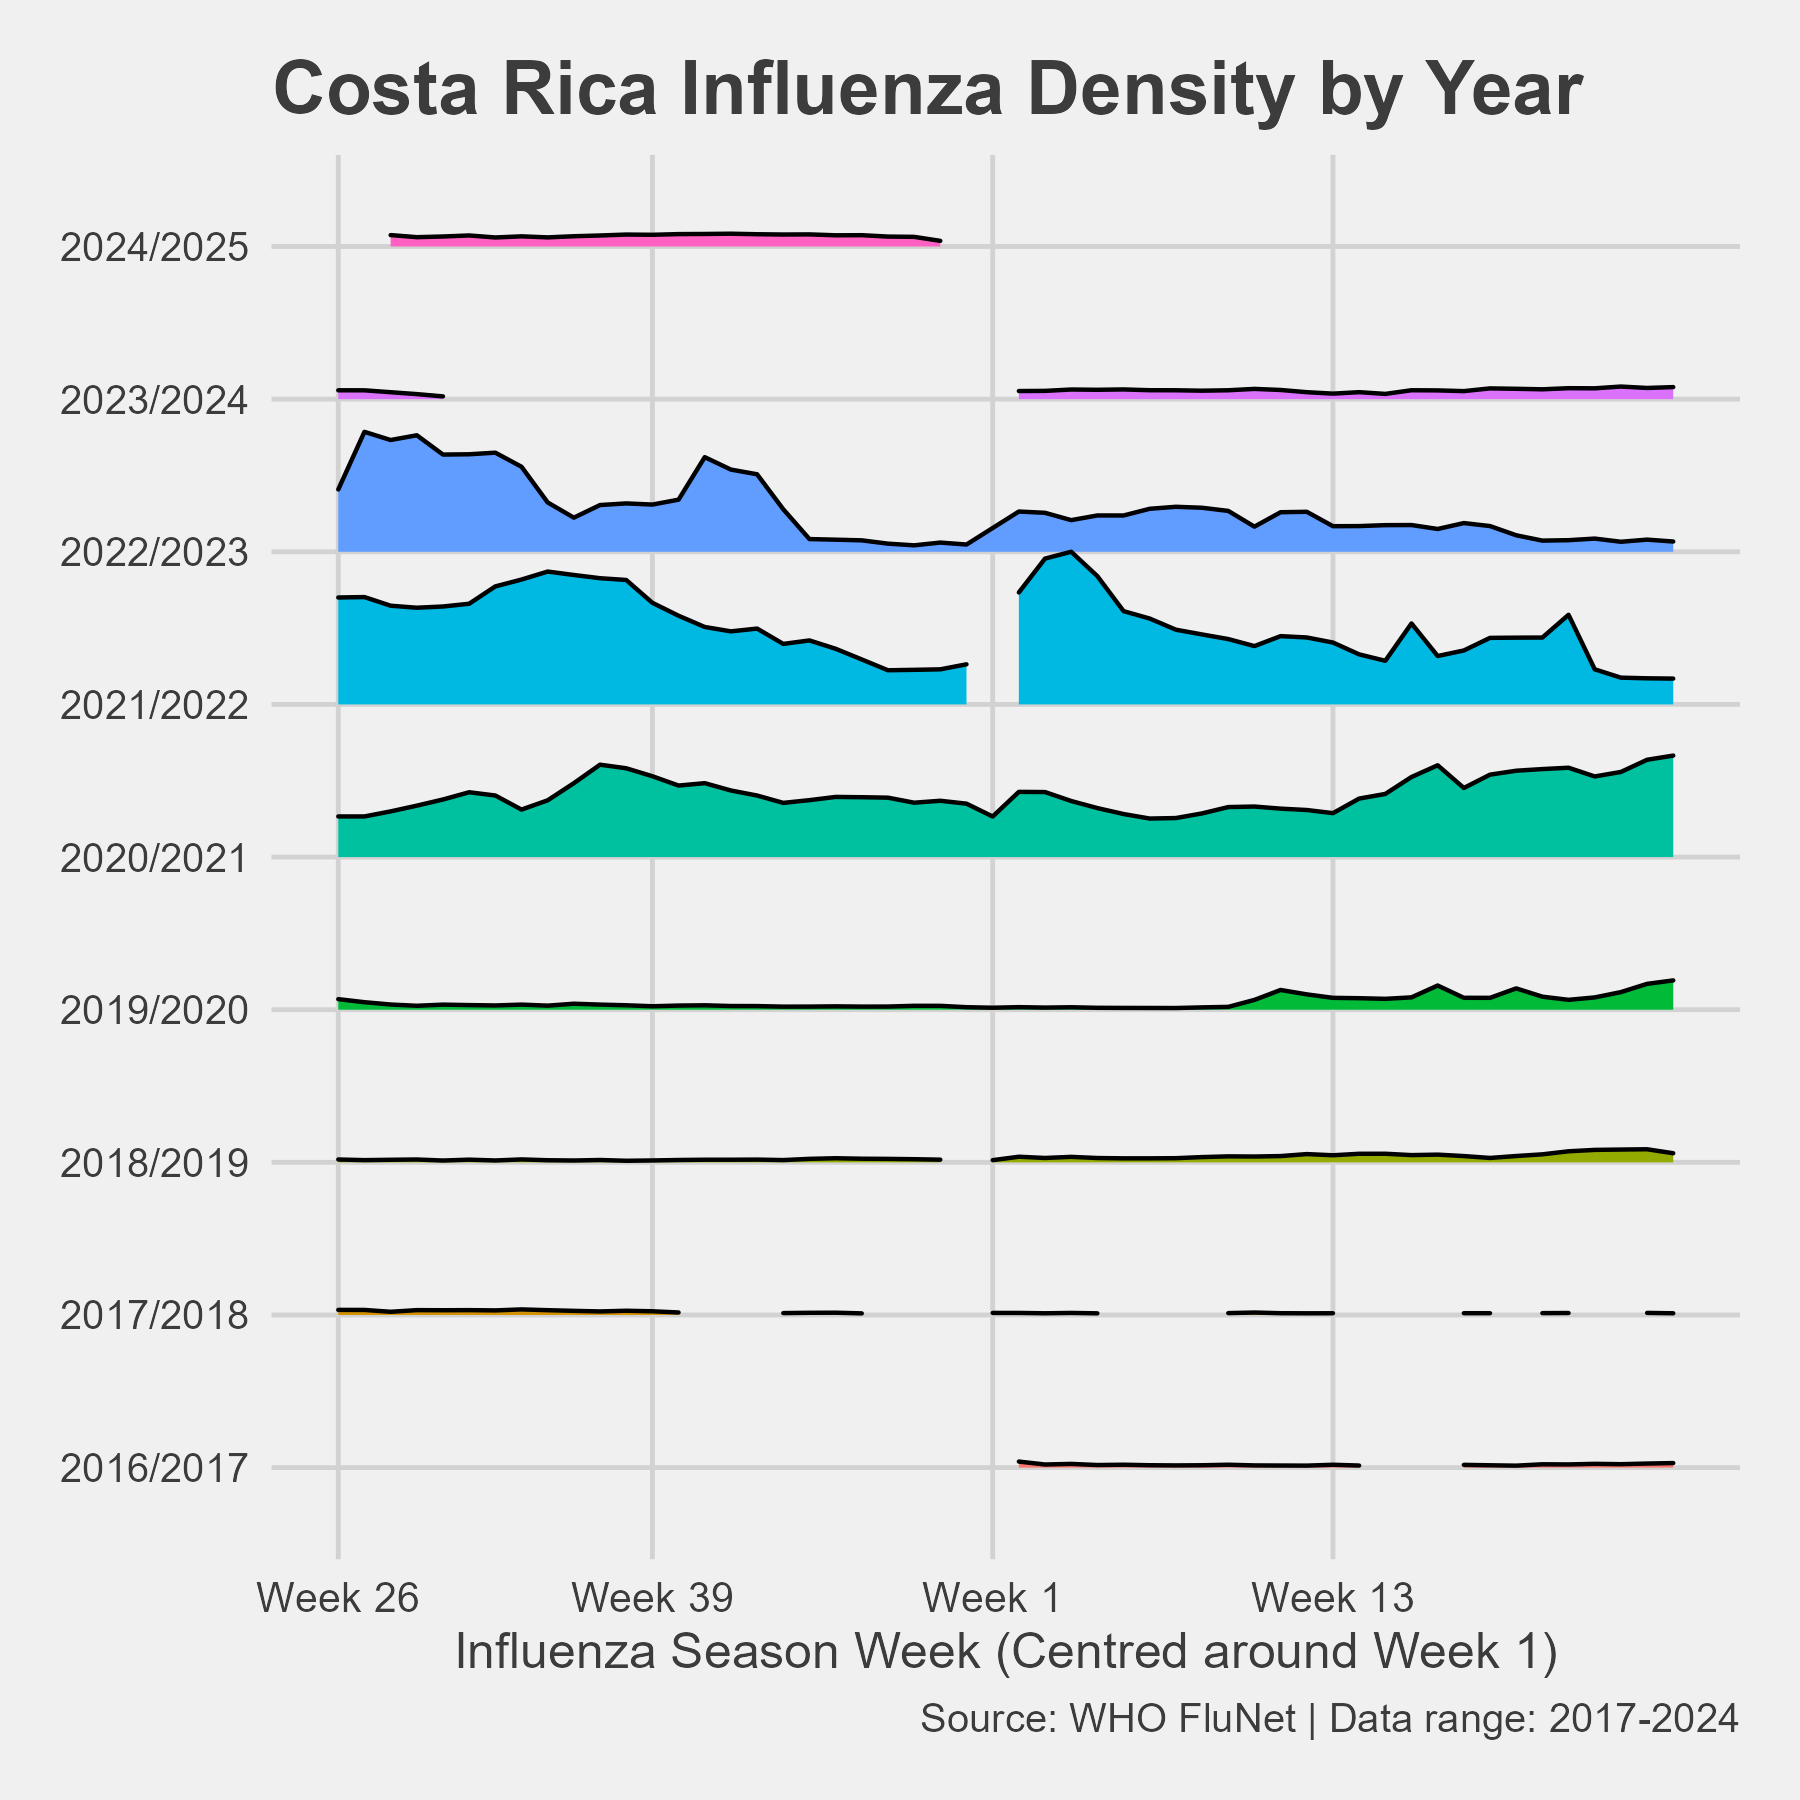 Costa Rica Influenza Density by Year
2024/2025
2023/2024
2022/2023
2021/2022
2020/2021
2019/2020
2018/2019
2017/2018
2016/2017
Week 26
Week 39
Week 1
Week 13
Influenza Season Week (Centred around Week 1)
Source: WHO FluNet | Data range: 2017-2024